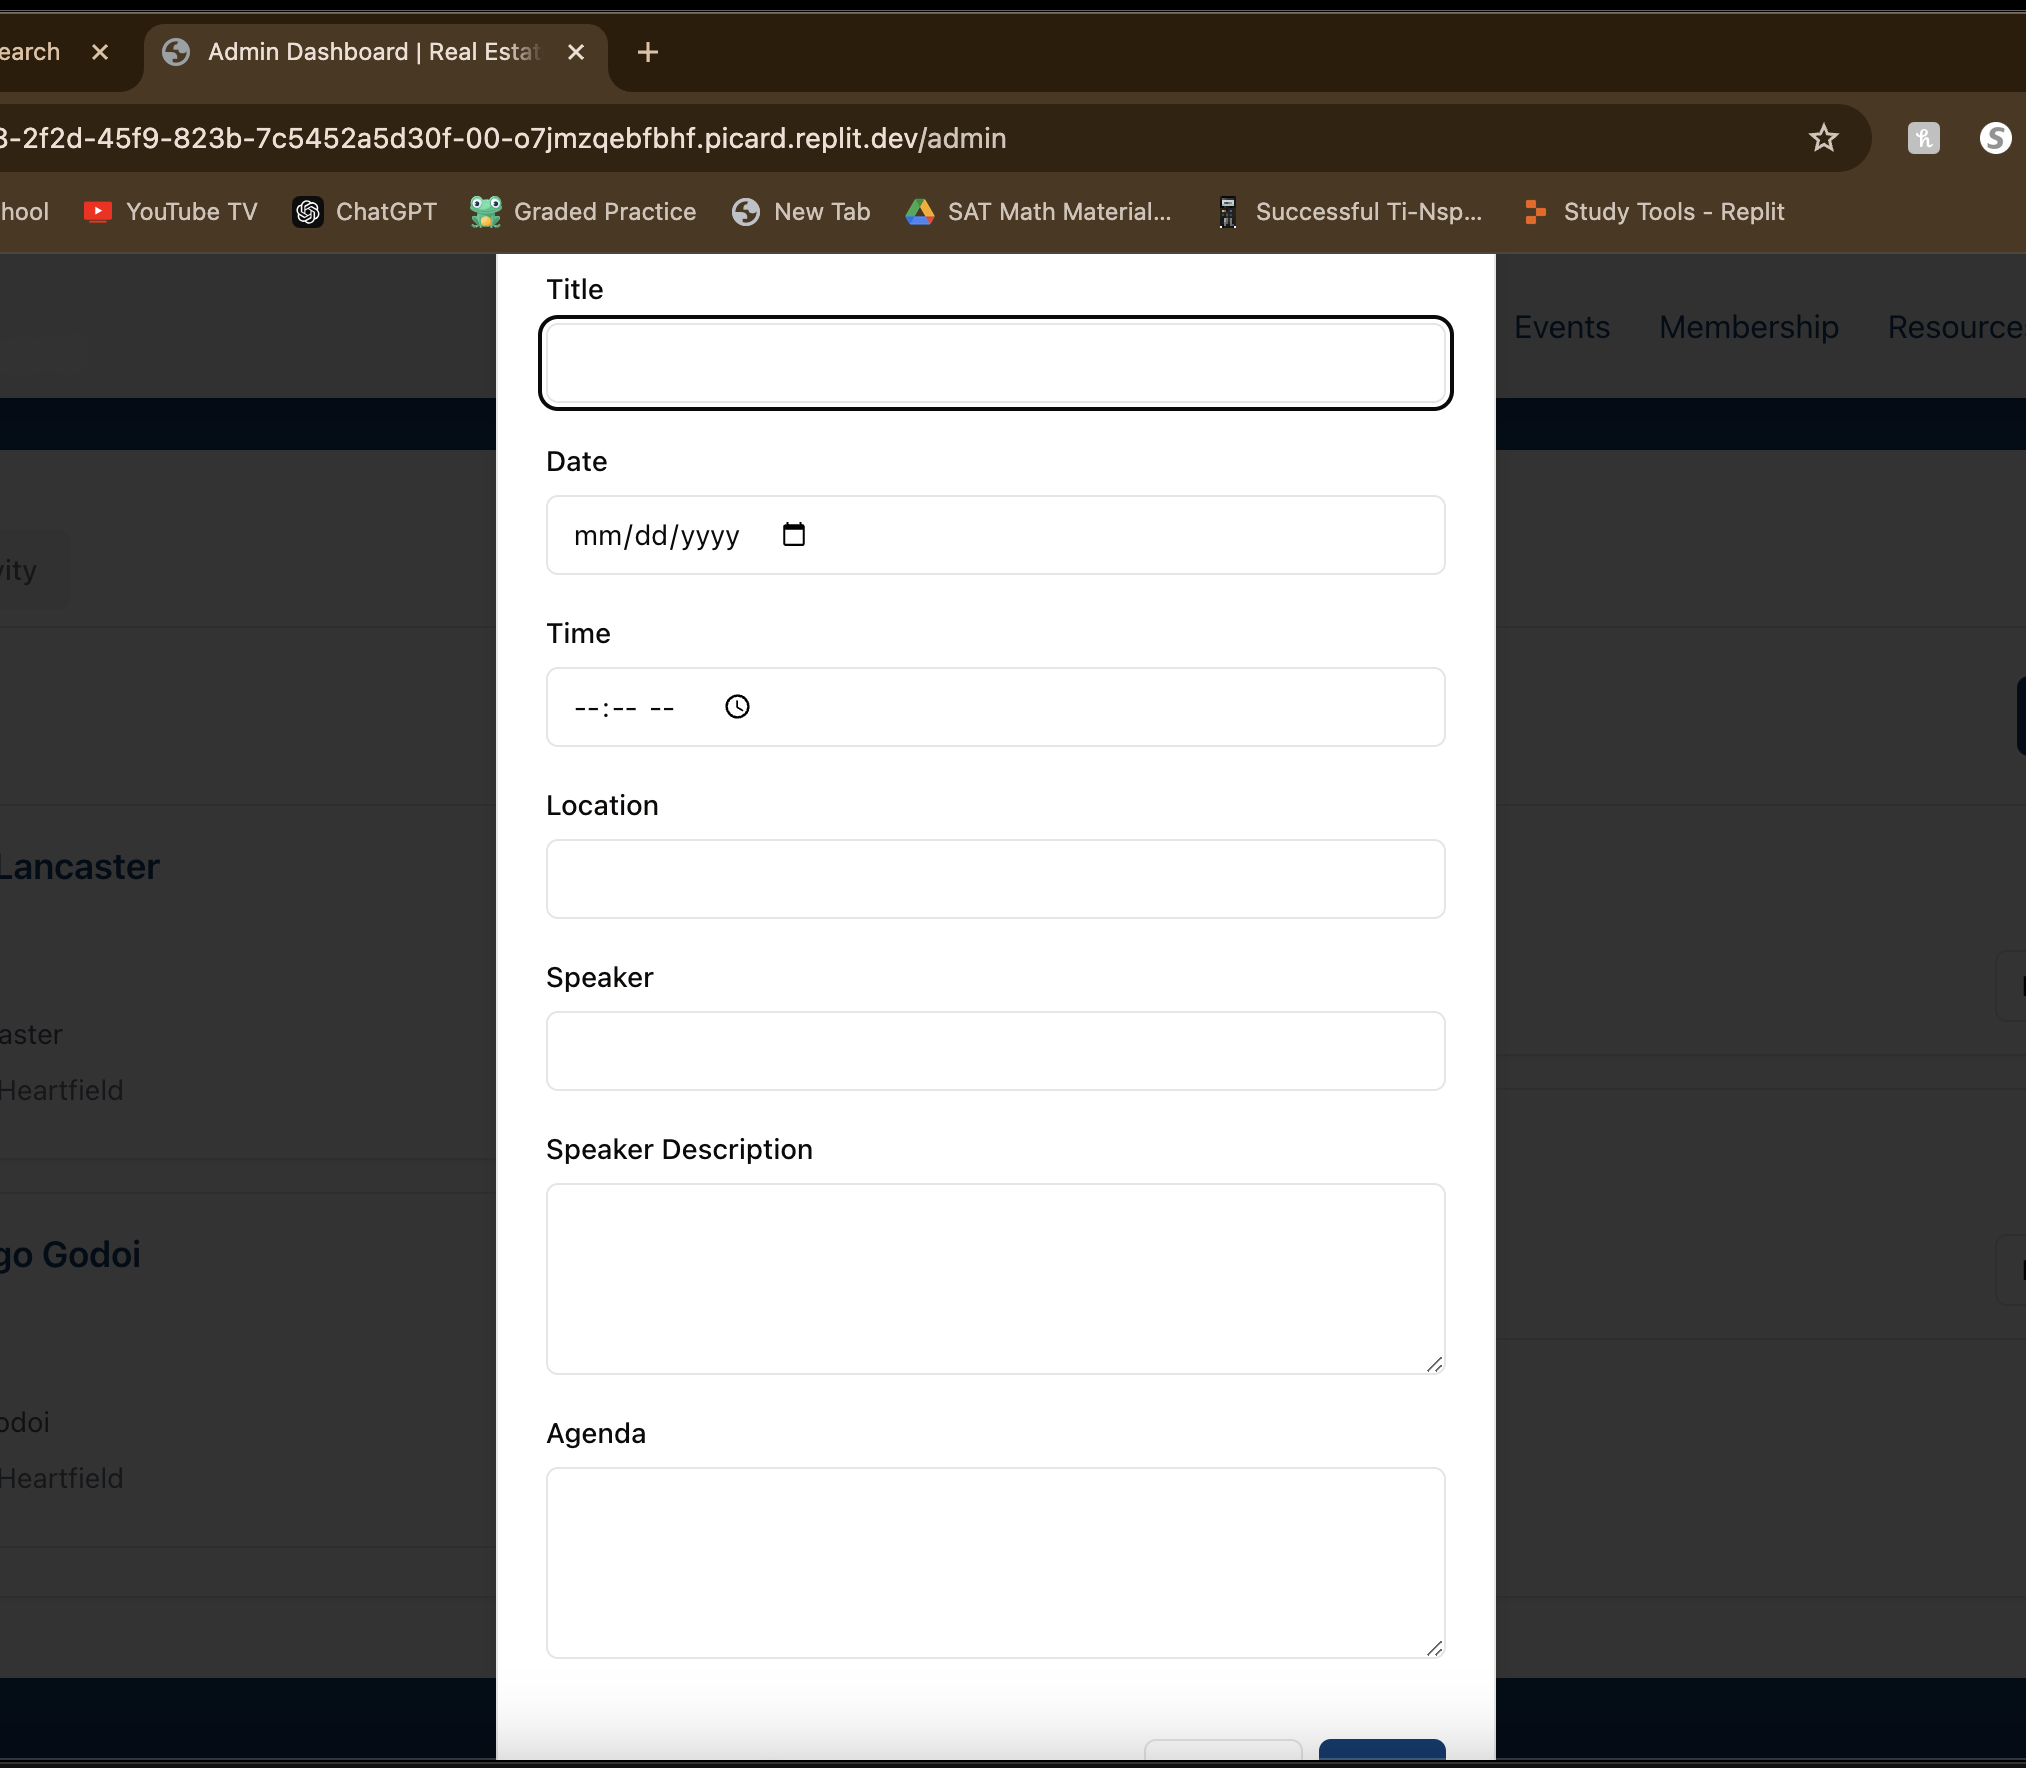 earch
Admin Dashboard | Real Estat
3-2f2d-45f9-823b-7c5452a5d30f-00-o7jmzqebfbhf.picard.replit.dev/admin
hool YouTube TV ChatGPT Graded Practice New Tab SAT Math Material... Successful Ti-Nsp... Study Tools - Replit
Title
Events Membership Resource
Date
mm/dd/yyyy
vity
Time
--:-- --
Location
Lancaster
Speaker
aster
Heartfield
Speaker Description
go Godoi
Agenda
odoi
Heartfield